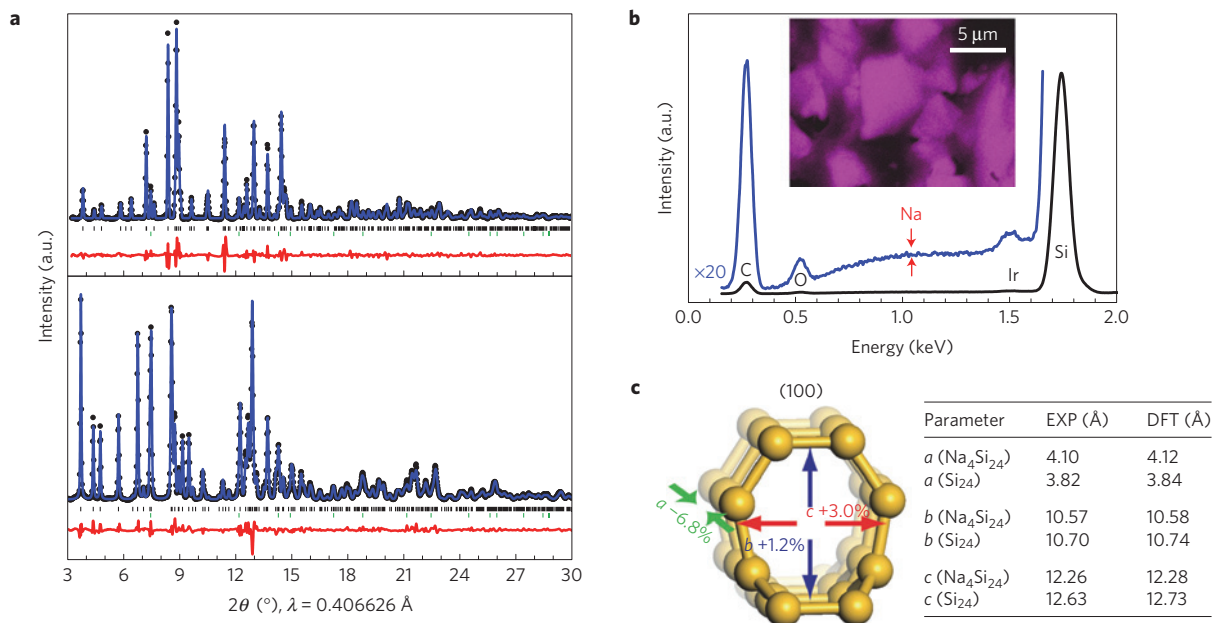 a
Intensity (a.u.)
3 6 9 12 15 18 21 24 27 30
2θ (°), λ = 0.406626 Å
b
5 μm
Intensity (a.u.)
Na
×20
C
O
Ir
Si
0.0 0.5 1.0 1.5 2.0
Energy (keV)
c
(100)
a –6.8%
c +3.0%
b +1.2%
Parameter EXP (Å) DFT (Å)
a (Na₄Si₂₄) 4.10 4.12
a (Si₂₄) 3.82 3.84
b (Na₄Si₂₄) 10.57 10.58
b (Si₂₄) 10.70 10.74
c (Na₄Si₂₄) 12.26 12.28
c (Si₂₄) 12.63 12.73